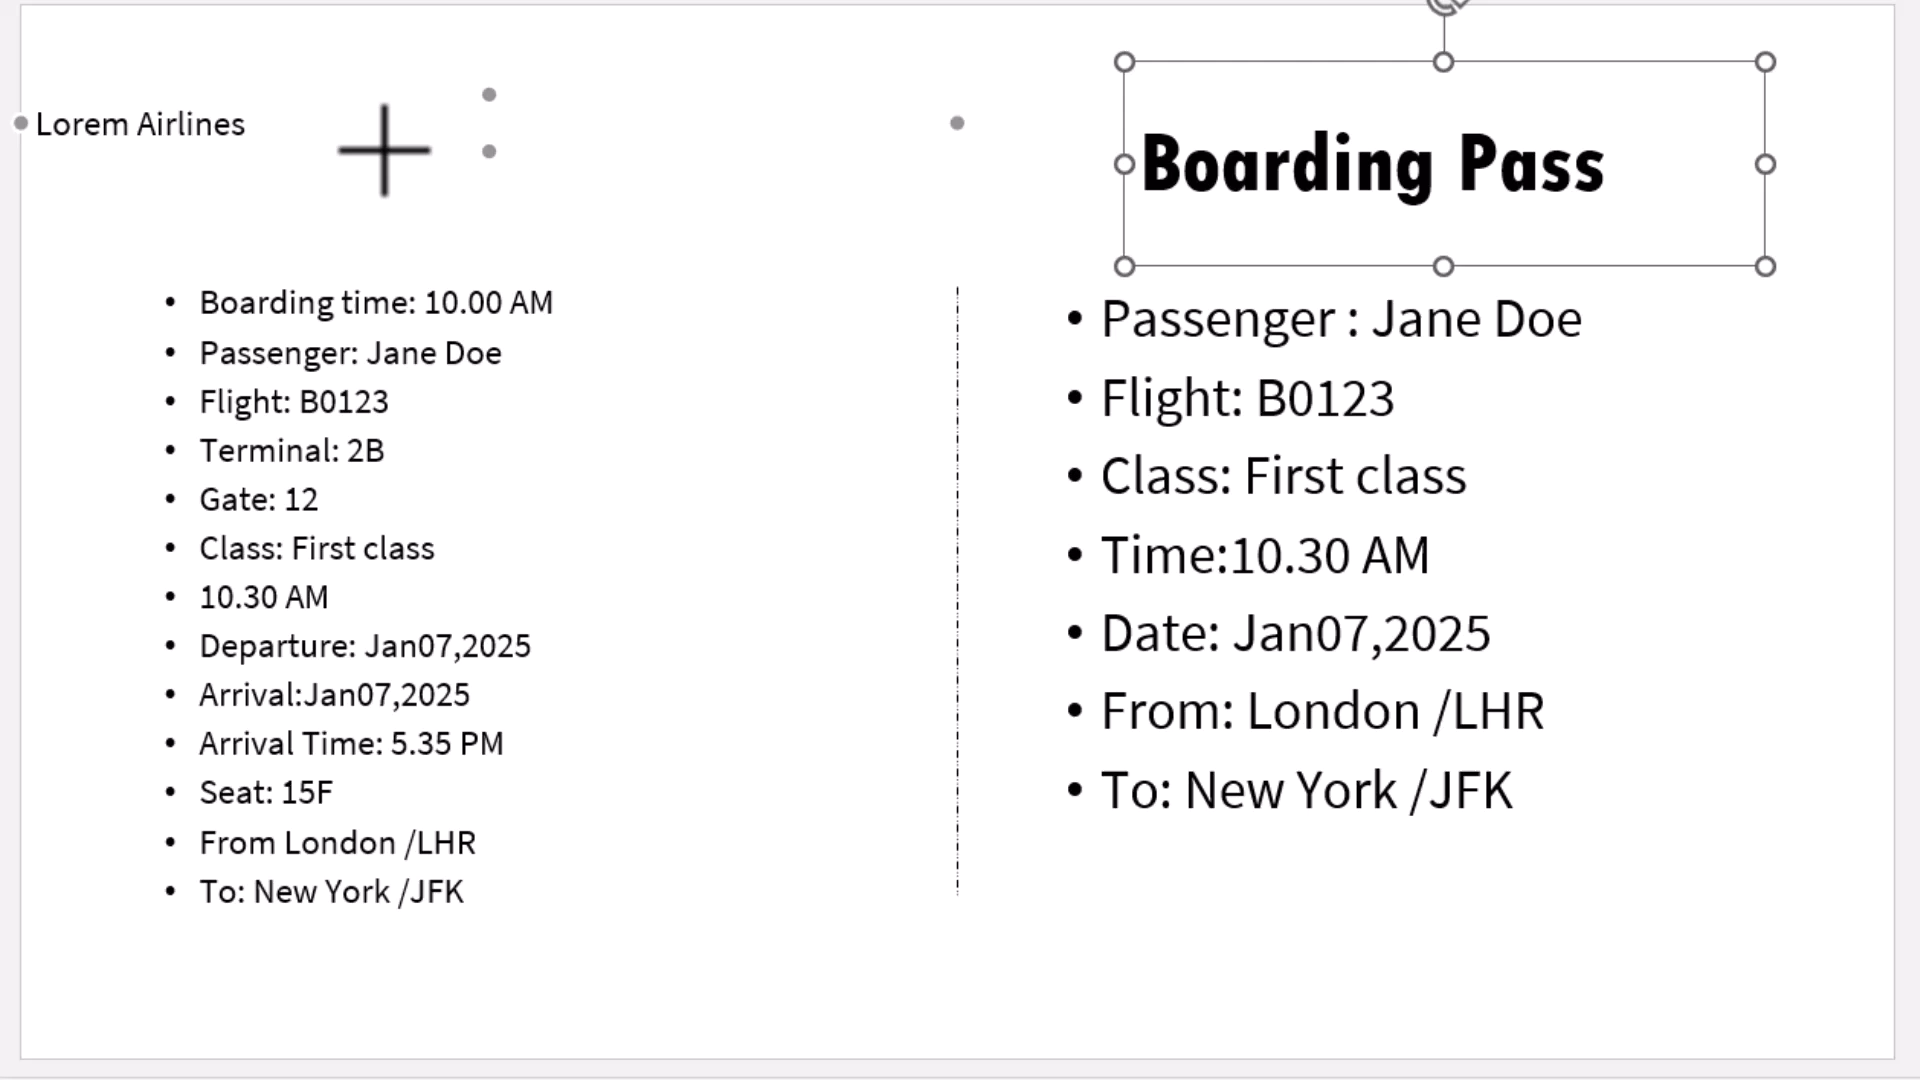 Lorem Airlines
Boarding Pass
• Boarding time: 10.00 AM
• Passenger: Jane Doe
• Flight: B0123
• Terminal: 2B
• Gate: 12
• Class: First class
• 10.30 AM
• Departure: Jan07,2025
• Arrival:Jan07,2025
• Arrival Time: 5.35 PM
• Seat: 15F
• From London /LHR
• To: New York /JFK
• Passenger : Jane Doe
• Flight: B0123
• Class: First class
• Time:10.30 AM
• Date: Jan07,2025
• From: London /LHR
• To: New York /JFK